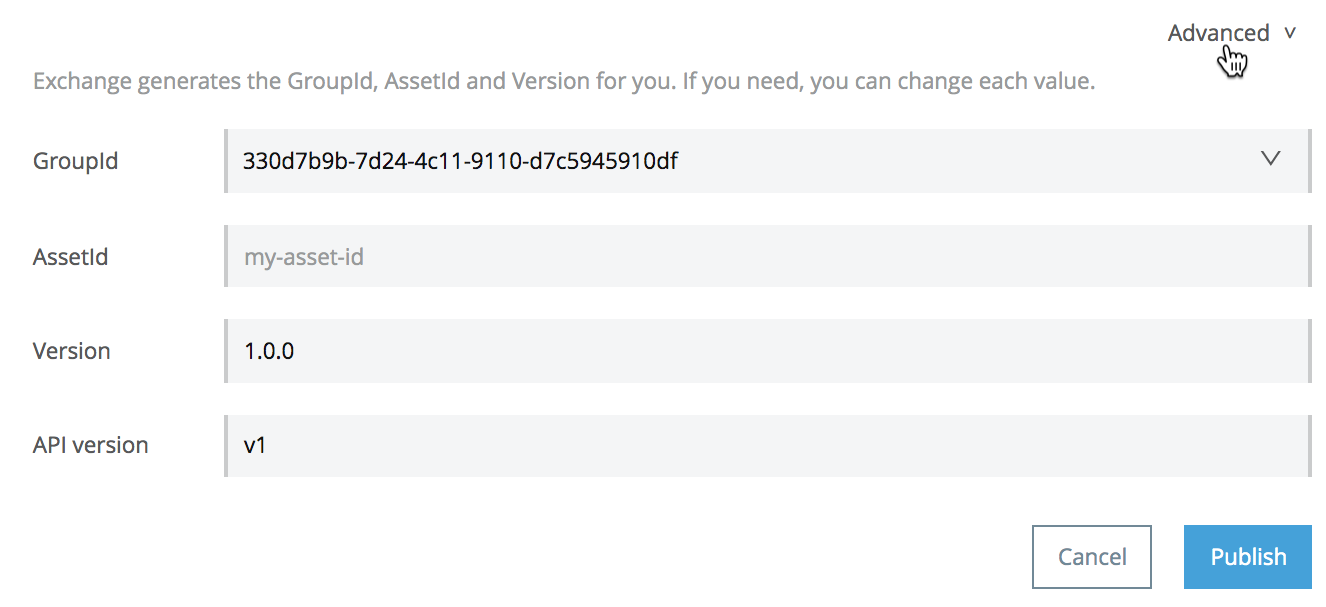 Advanced
Exchange generates the GroupId, AssetId and Version for you. If you need, you can change each value.
GroupId
330d7b9b-7d24-4c11-9110-d7c5945910df
AssetId
my-asset-id
Version
1.0.0
API version
v1
Cancel
Publish